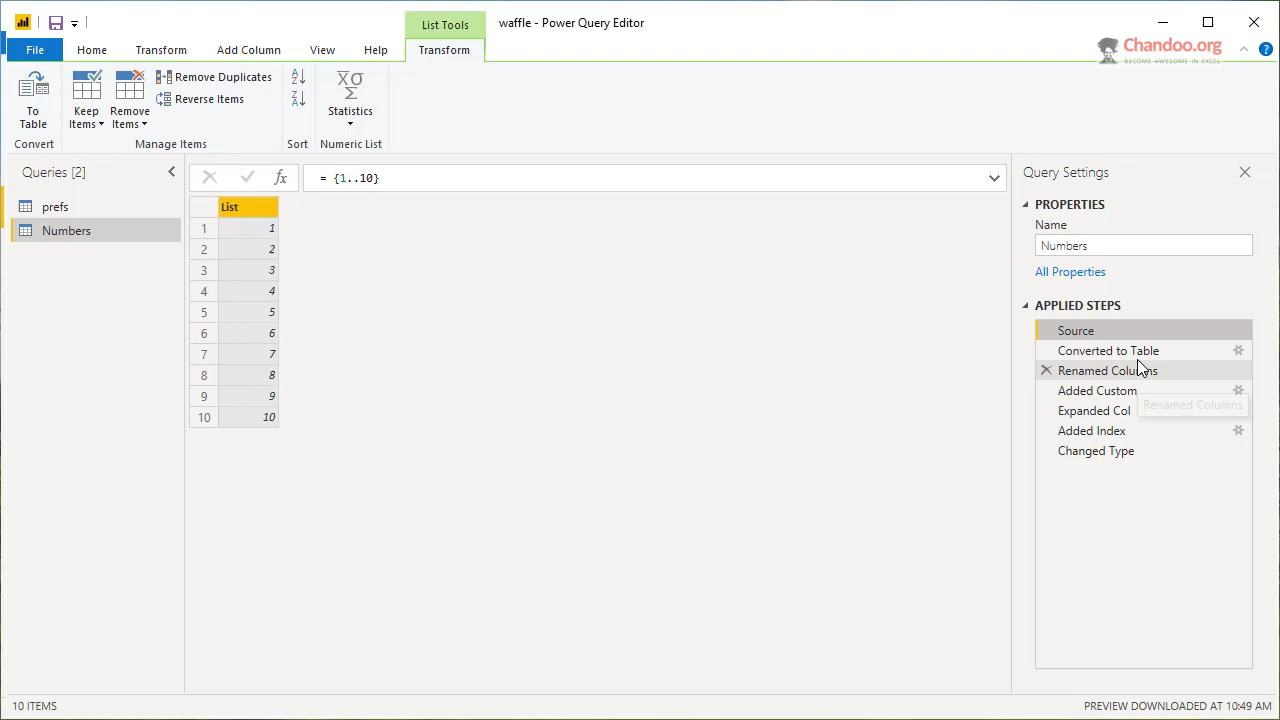 List Tools
waffle - Power Query Editor
File
Home
Transform
Add Column
View
Help
Transform
Chandoo.org
BECOME AWESOME IN EXCEL
To Table
Keep Items
Remove Items
Remove Duplicates
Reverse Items
Statistics
Convert
Manage Items
Sort
Numeric List
Queries [2]
prefs
Numbers
= {1..10}
List
1 1
2 2
3 3
4 4
5 5
6 6
7 7
8 8
9 9
10 10
Query Settings
PROPERTIES
Name
Numbers
All Properties
APPLIED STEPS
Source
Converted to Table
Renamed Columns
Added Custom
Renamed Columns
Expanded Col
Added Index
Changed Type
10 ITEMS
PREVIEW DOWNLOADED AT 10:49 AM